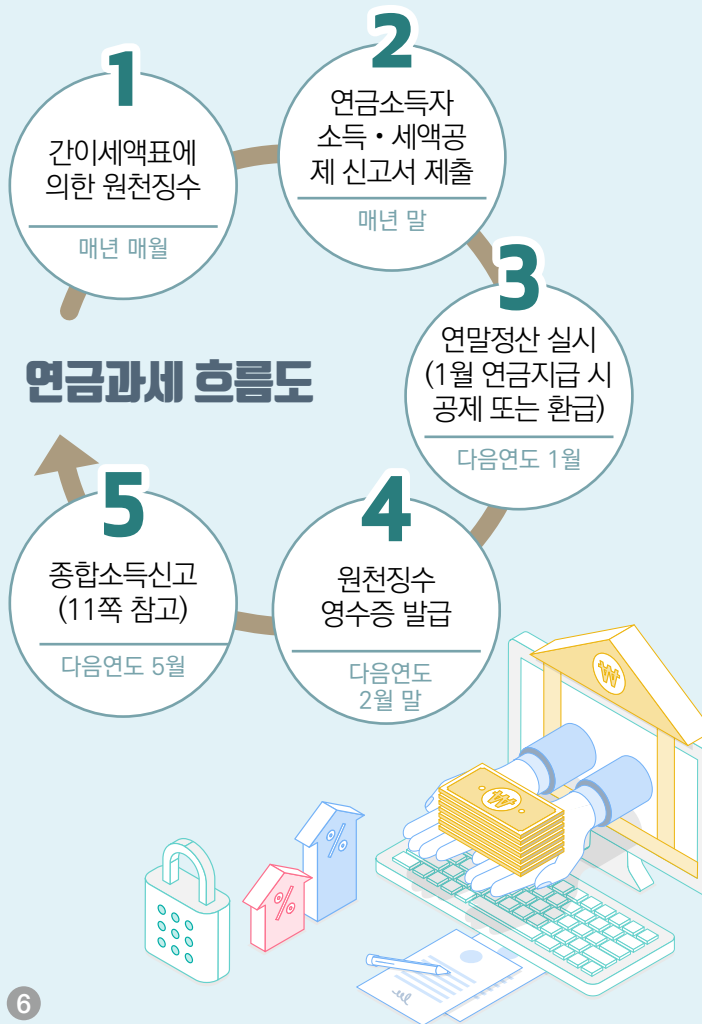 1
간이세액표에
의한 원천징수
매년 매월
2
연금소득자
소득・세액공
제 신고서 제출
매년 말
3
연말정산 실시
(1월 연금지급 시
공제 또는 환급)
다음연도 1월
연금과세 흐름도
4
원천징수
영수증 발급
다음연도
2월 말
5
종합소득신고
(11쪽 참고)
다음연도 5월
₩
₩
%
%
6